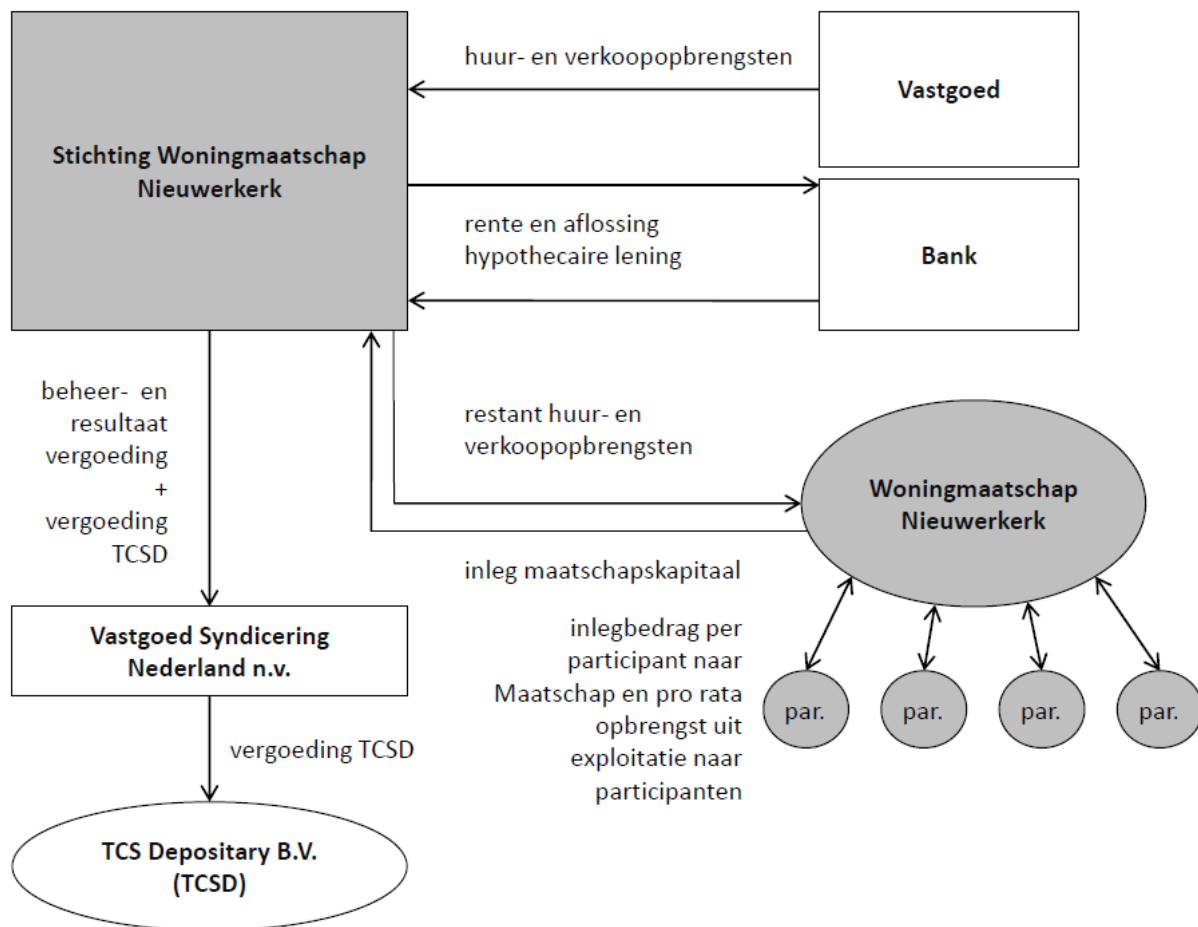 huur- en verkoopopbrengsten
Vastgoed
Stichting Woningmaatschap
Nieuwerkerk
rente en aflossing
hypothecaire lening
Bank
beheer- en
resultaat
vergoeding
+
vergoeding
TCSD
restant huur- en
verkoopopbrengsten
Woningmaatschap
Nieuwerkerk
inleg maatschapskapitaal
Vastgoed Syndicering
Nederland n.v.
inlegbedrag per
participant naar
Maatschap en pro rata
opbrengst uit
exploitatie naar
participanten
par.
par.
par.
par.
vergoeding TCSD
TCS Depositary B.V.
(TCSD)